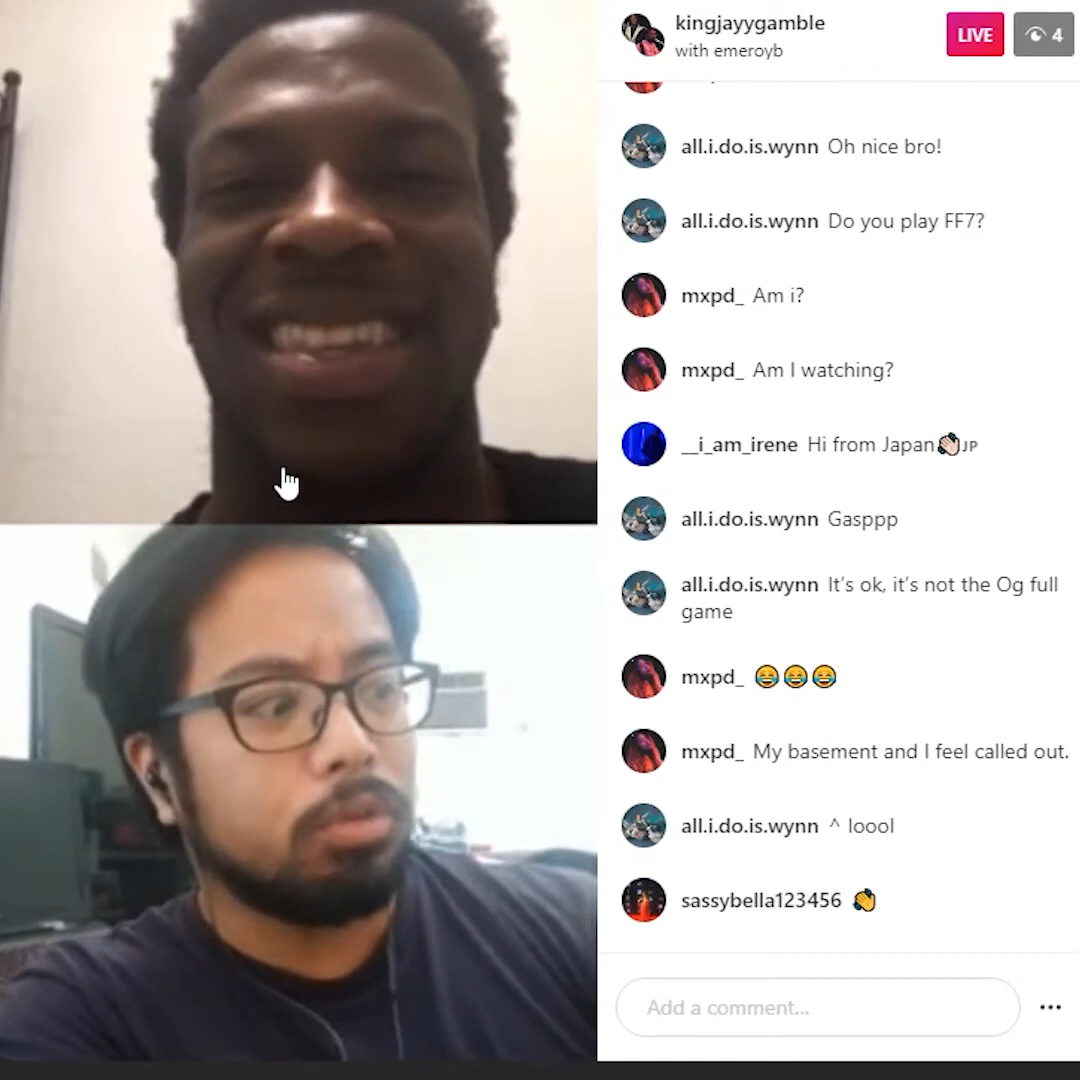 kingjayygamble
with emeroyb
LIVE
4
all.i.do.is.wynn Oh nice bro!
all.i.do.is.wynn Do you play FF7?
mxpd_ Am i?
mxpd_ Am I watching?
__i_am_irene Hi from Japan👏🏻JP
all.i.do.is.wynn Gasppp
all.i.do.is.wynn It’s ok, it’s not the Og full
game
mxpd_ 😂😂😂
mxpd_ My basement and I feel called out.
all.i.do.is.wynn ^ loool
sassybella123456 👏
Add a comment...